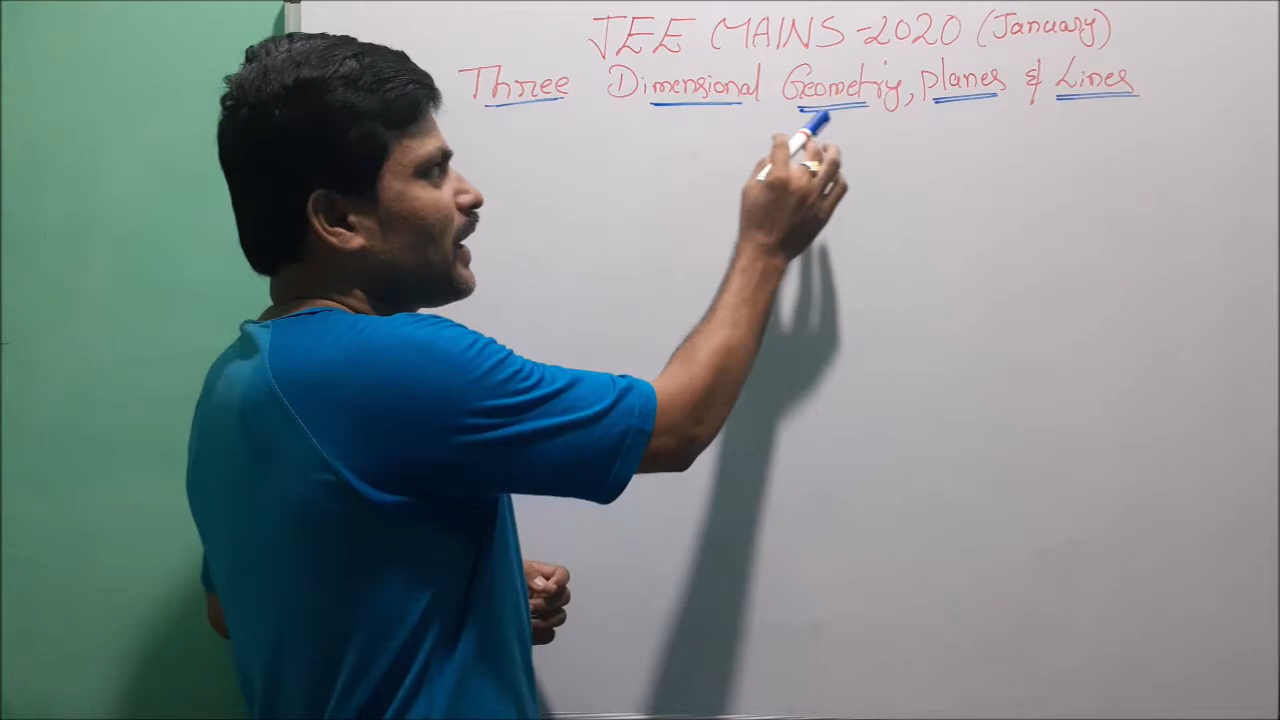 JEE MAINS -2020 (January)
Three Dimensional Geometry, planes & Lines